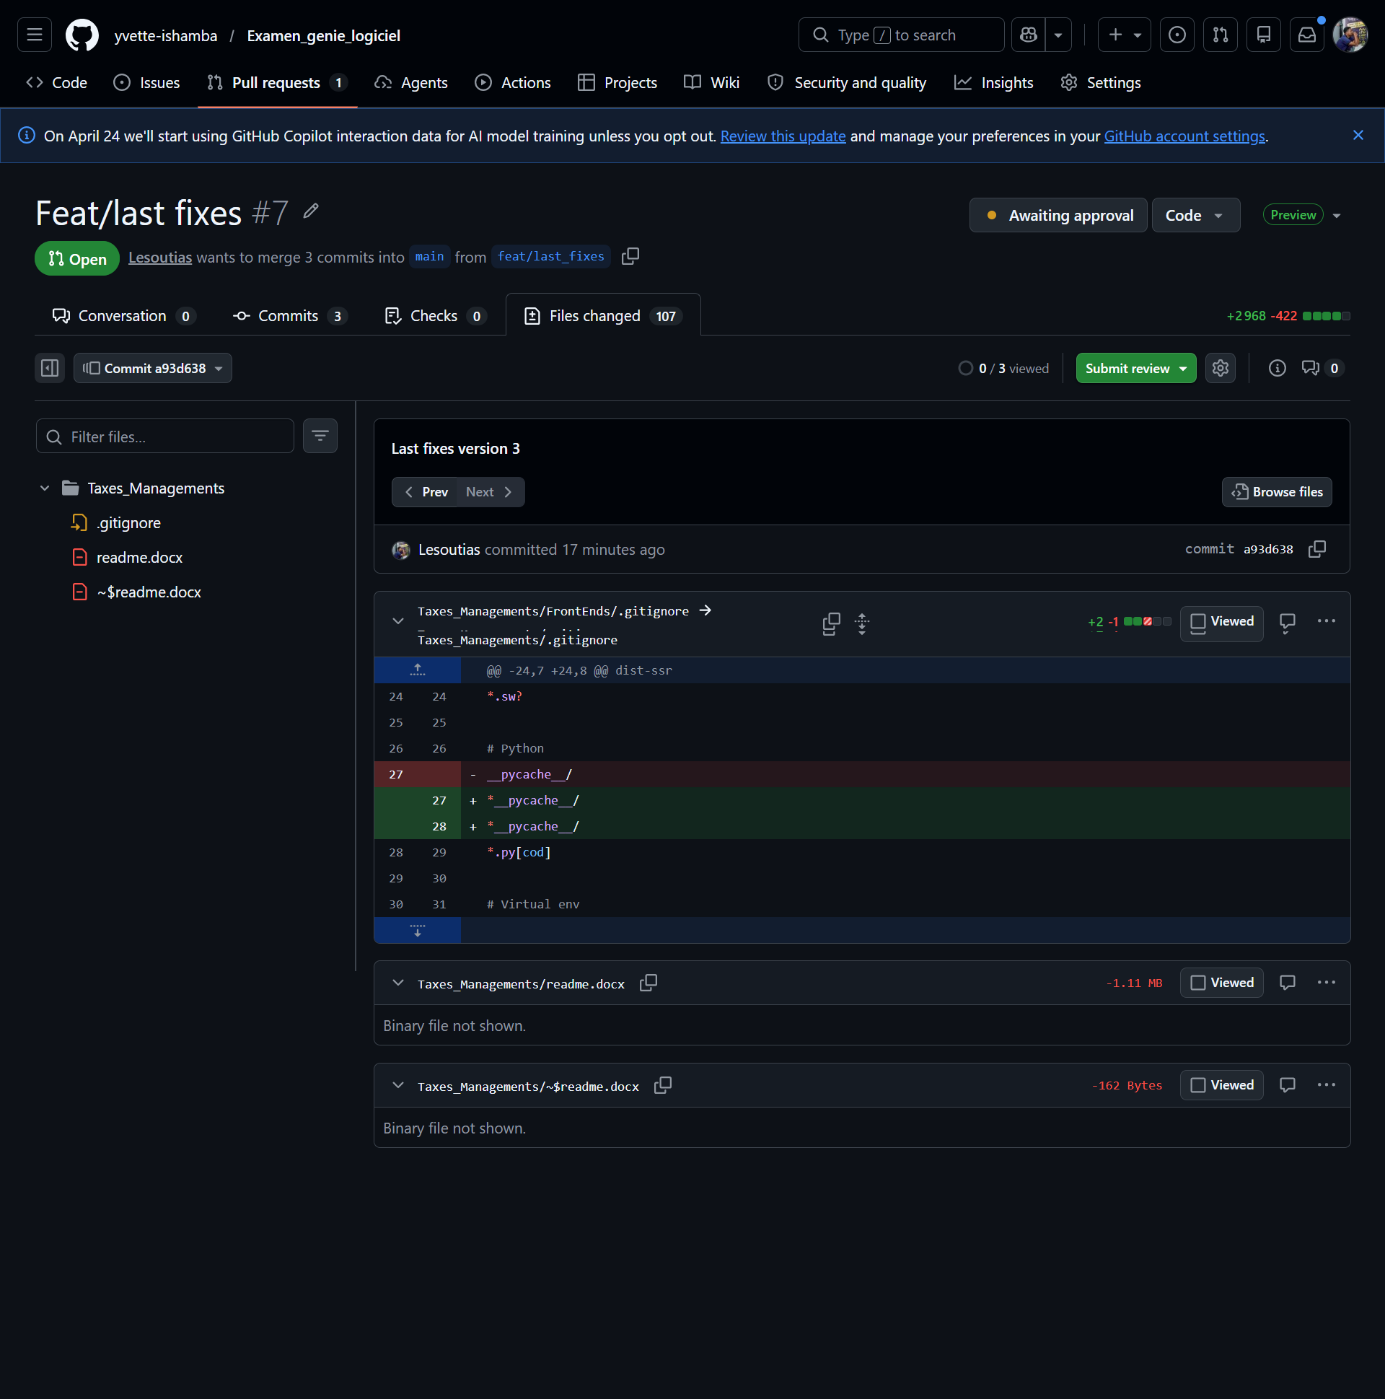 yvette-ishamba / Examen_genie_logiciel
Type / to search
Code
Issues
Pull requests 1
Agents
Actions
Projects
Wiki
Security and quality
Insights
Settings
On April 24 we'll start using GitHub Copilot interaction data for AI model training unless you opt out. Review this update and manage your preferences in your GitHub account settings.
Feat/last fixes #7
Awaiting approval
Code
Preview
Open
Lesoutias wants to merge 3 commits into main from feat/last_fixes
Conversation 0
Commits 3
Checks 0
Files changed 107
+2 968 -422
Commit a93d638
0 / 3 viewed
Submit review
0
Filter files...
Taxes_Managements
.gitignore
readme.docx
~$readme.docx
Last fixes version 3
Prev
Next
Browse files
Lesoutias committed 17 minutes ago
commit a93d638
Taxes_Managements/FrontEnds/.gitignore →
Taxes_Managements/.gitignore
+2 -1
Viewed
@@ -24,7 +24,8 @@ dist-ssr
24 24 *.sw?
25 25
26 26 # Python
27 - __pycache__/
27 + *__pycache__/
28 + *__pycache__/
28 29 *.py[cod]
29 30
30 31 # Virtual env
Taxes_Managements/readme.docx
-1.11 MB
Viewed
Binary file not shown.
Taxes_Managements/~$readme.docx
-162 Bytes
Viewed
Binary file not shown.